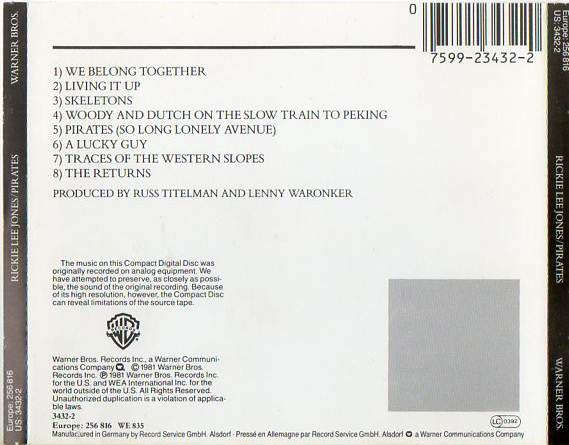 0
7599-23432-2
WARNER BROS.
RICKIE LEE JONES/PIRATES
Europe: 256 816
US: 3432-2
1) WE BELONG TOGETHER
2) LIVING IT UP
3) SKELETONS
4) WOODY AND DUTCH ON THE SLOW TRAIN TO PEKING
5) PIRATES (SO LONG LONELY AVENUE)
6) A LUCKY GUY
7) TRACES OF THE WESTERN SLOPES
8) THE RETURNS
PRODUCED BY RUSS TITELMAN AND LENNY WARONKER
The music on this Compact Digital Disc was
originally recorded on analog equipment. We
have attempted to preserve, as closely as possi-
ble, the sound of the original recording. Because
of its high resolution, however, the Compact Disc
can reveal limitations of the source tape.
WB
Warner Bros. Records Inc., a Warner Communi-
cations Company. © 1981 Warner Bros.
Records Inc. ℗ 1981 Warner Bros. Records Inc.
for the U.S. and WEA International Inc. for the
world outside of the U.S. All Rights Reserved.
Unauthorized duplication is a violation of applica-
ble laws.
3432-2
Europe: 256 816 WE 835
LC 0392
Manufactured in Germany by Record Service GmbH. Alsdorf · Pressé en Allemagne par Record Service GmbH. Alsdorf a Warner Communications Company
Europe: 256 816
US: 3432-2
RICKIE LEE JONES/PIRATES
WARNER BROS.